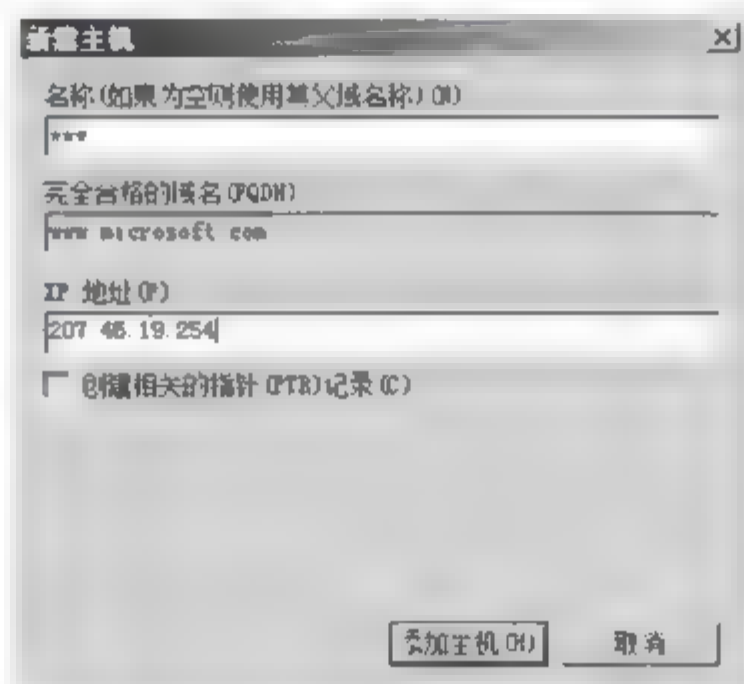 新建主机
名称(如果为空则使用其父域名称)(N)
www
完全合格的域名(FQDN)
www microsoft com
IP 地址(P)
207 46.19.254
创建相关的指针(PTR)记录(C)
添加主机(H)
取消